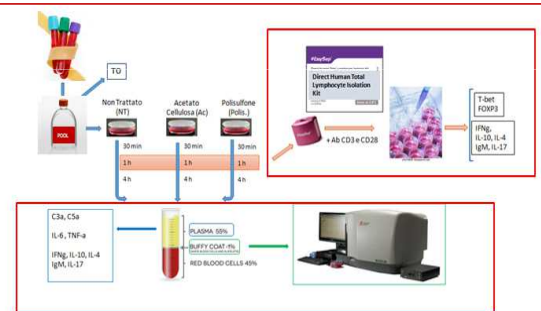 TO
POOL
Non Trattato
(NT)
Acetato
Cellulosa (Ac)
Polisulfone
(Polis.)
30 min
30 min
30 min
1 h
1 h
1 h
4 h
4 h
4 h
EasySep
Direct Human Total
Lymphocyte Isolation
Kit
+ Ab CD3 e CD28
T-bet
FOXP3
IFNg,
IL-10, IL-4
IgM, IL-17
C3a, C5a
IL-6, TNF-a
IFNg, IL-10, IL-4
IgM, IL-17
PLASMA 55%
BUFFY COAT <1%
RED BLOOD CELLS 45%